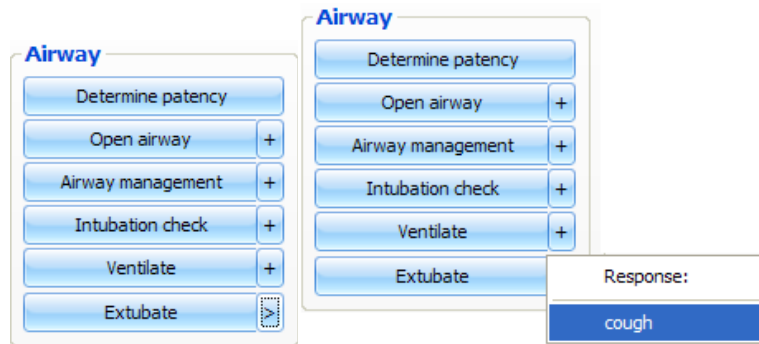 Airway
Determine patency
Open airway +
Airway management +
Intubation check +
Ventilate +
Extubate >
Airway
Determine patency
Open airway +
Airway management +
Intubation check +
Ventilate +
Extubate
Response:
cough